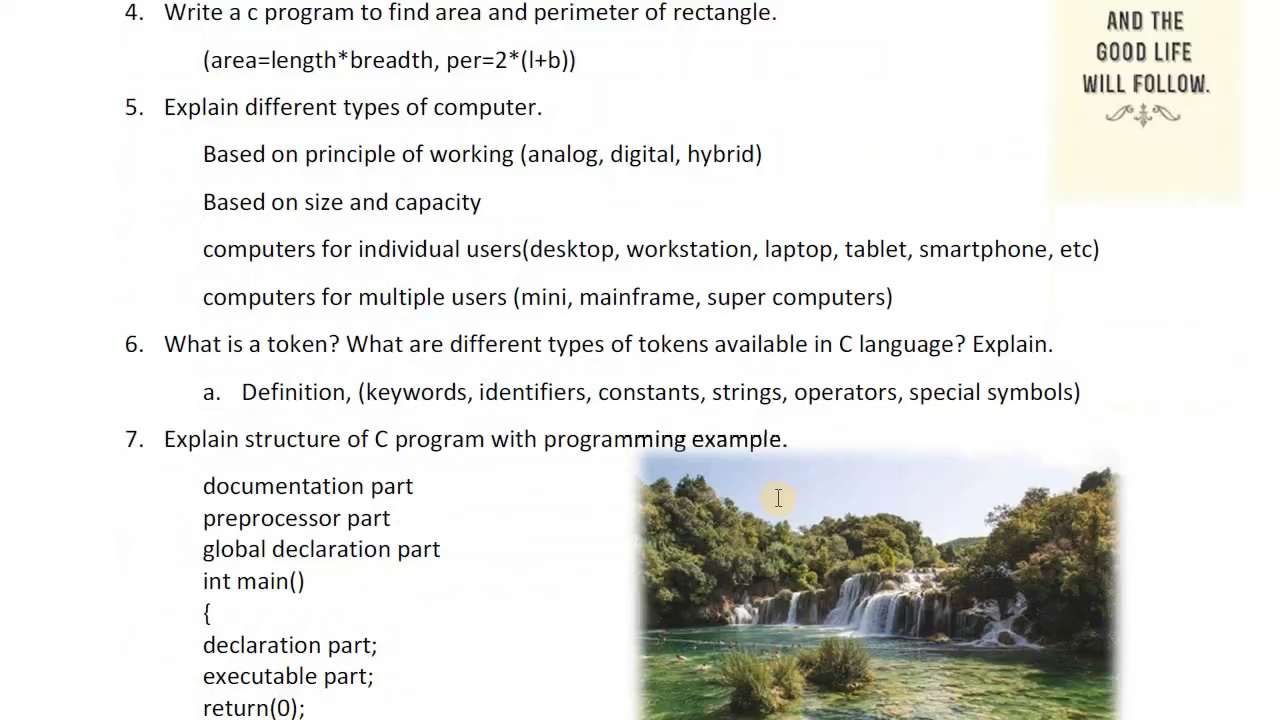 4. Write a c program to find area and perimeter of rectangle.
(area=length*breadth, per=2*(l+b))
5. Explain different types of computer.
Based on principle of working (analog, digital, hybrid)
Based on size and capacity
computers for individual users(desktop, workstation, laptop, tablet, smartphone, etc)
computers for multiple users (mini, mainframe, super computers)
6. What is a token? What are different types of tokens available in C language? Explain.
a. Definition, (keywords, identifiers, constants, strings, operators, special symbols)
7. Explain structure of C program with programming example.
documentation part
preprocessor part
global declaration part
int main()
{
declaration part;
executable part;
return(0);
AND THE
GOOD LIFE
WILL FOLLOW.